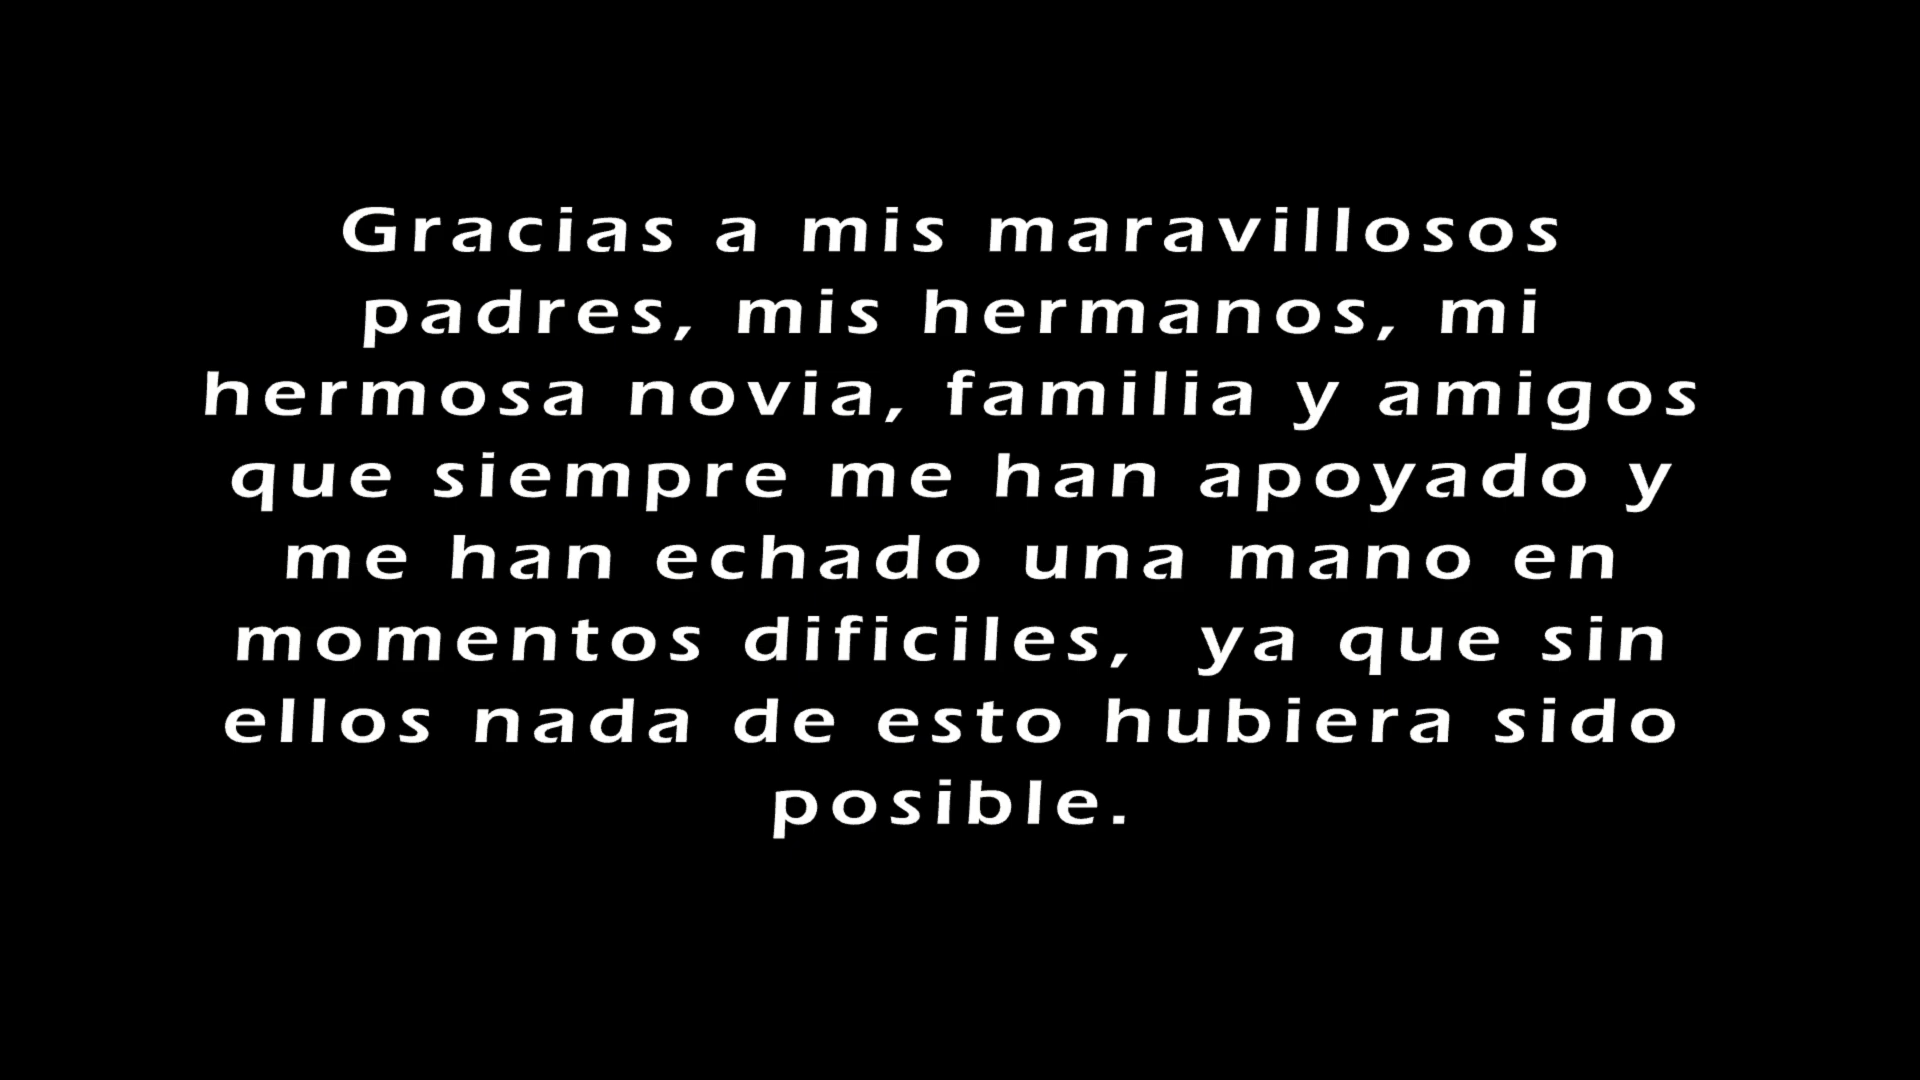 Gracias a mis maravillosos
padres, mis hermanos, mi
hermosa novia, familia y amigos
que siempre me han apoyado y
me han echado una mano en
momentos dificiles,  ya que sin
ellos nada de esto hubiera sido
posible.